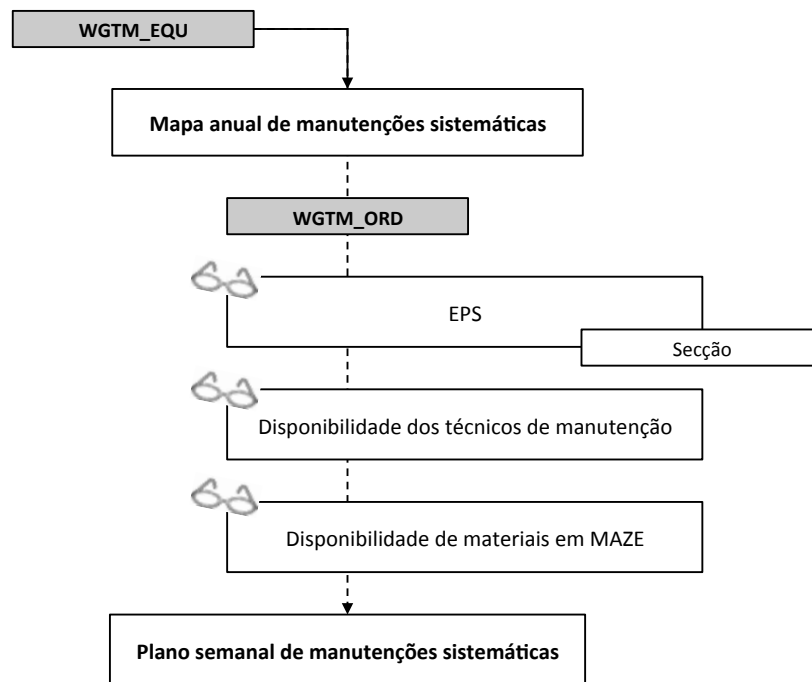 WGTM_EQU
Mapa anual de manutenções sistemáticas
WGTM_ORD
EPS
Secção
Disponibilidade dos técnicos de manutenção
Disponibilidade de materiais em MAZE
Plano semanal de manutenções sistemáticas